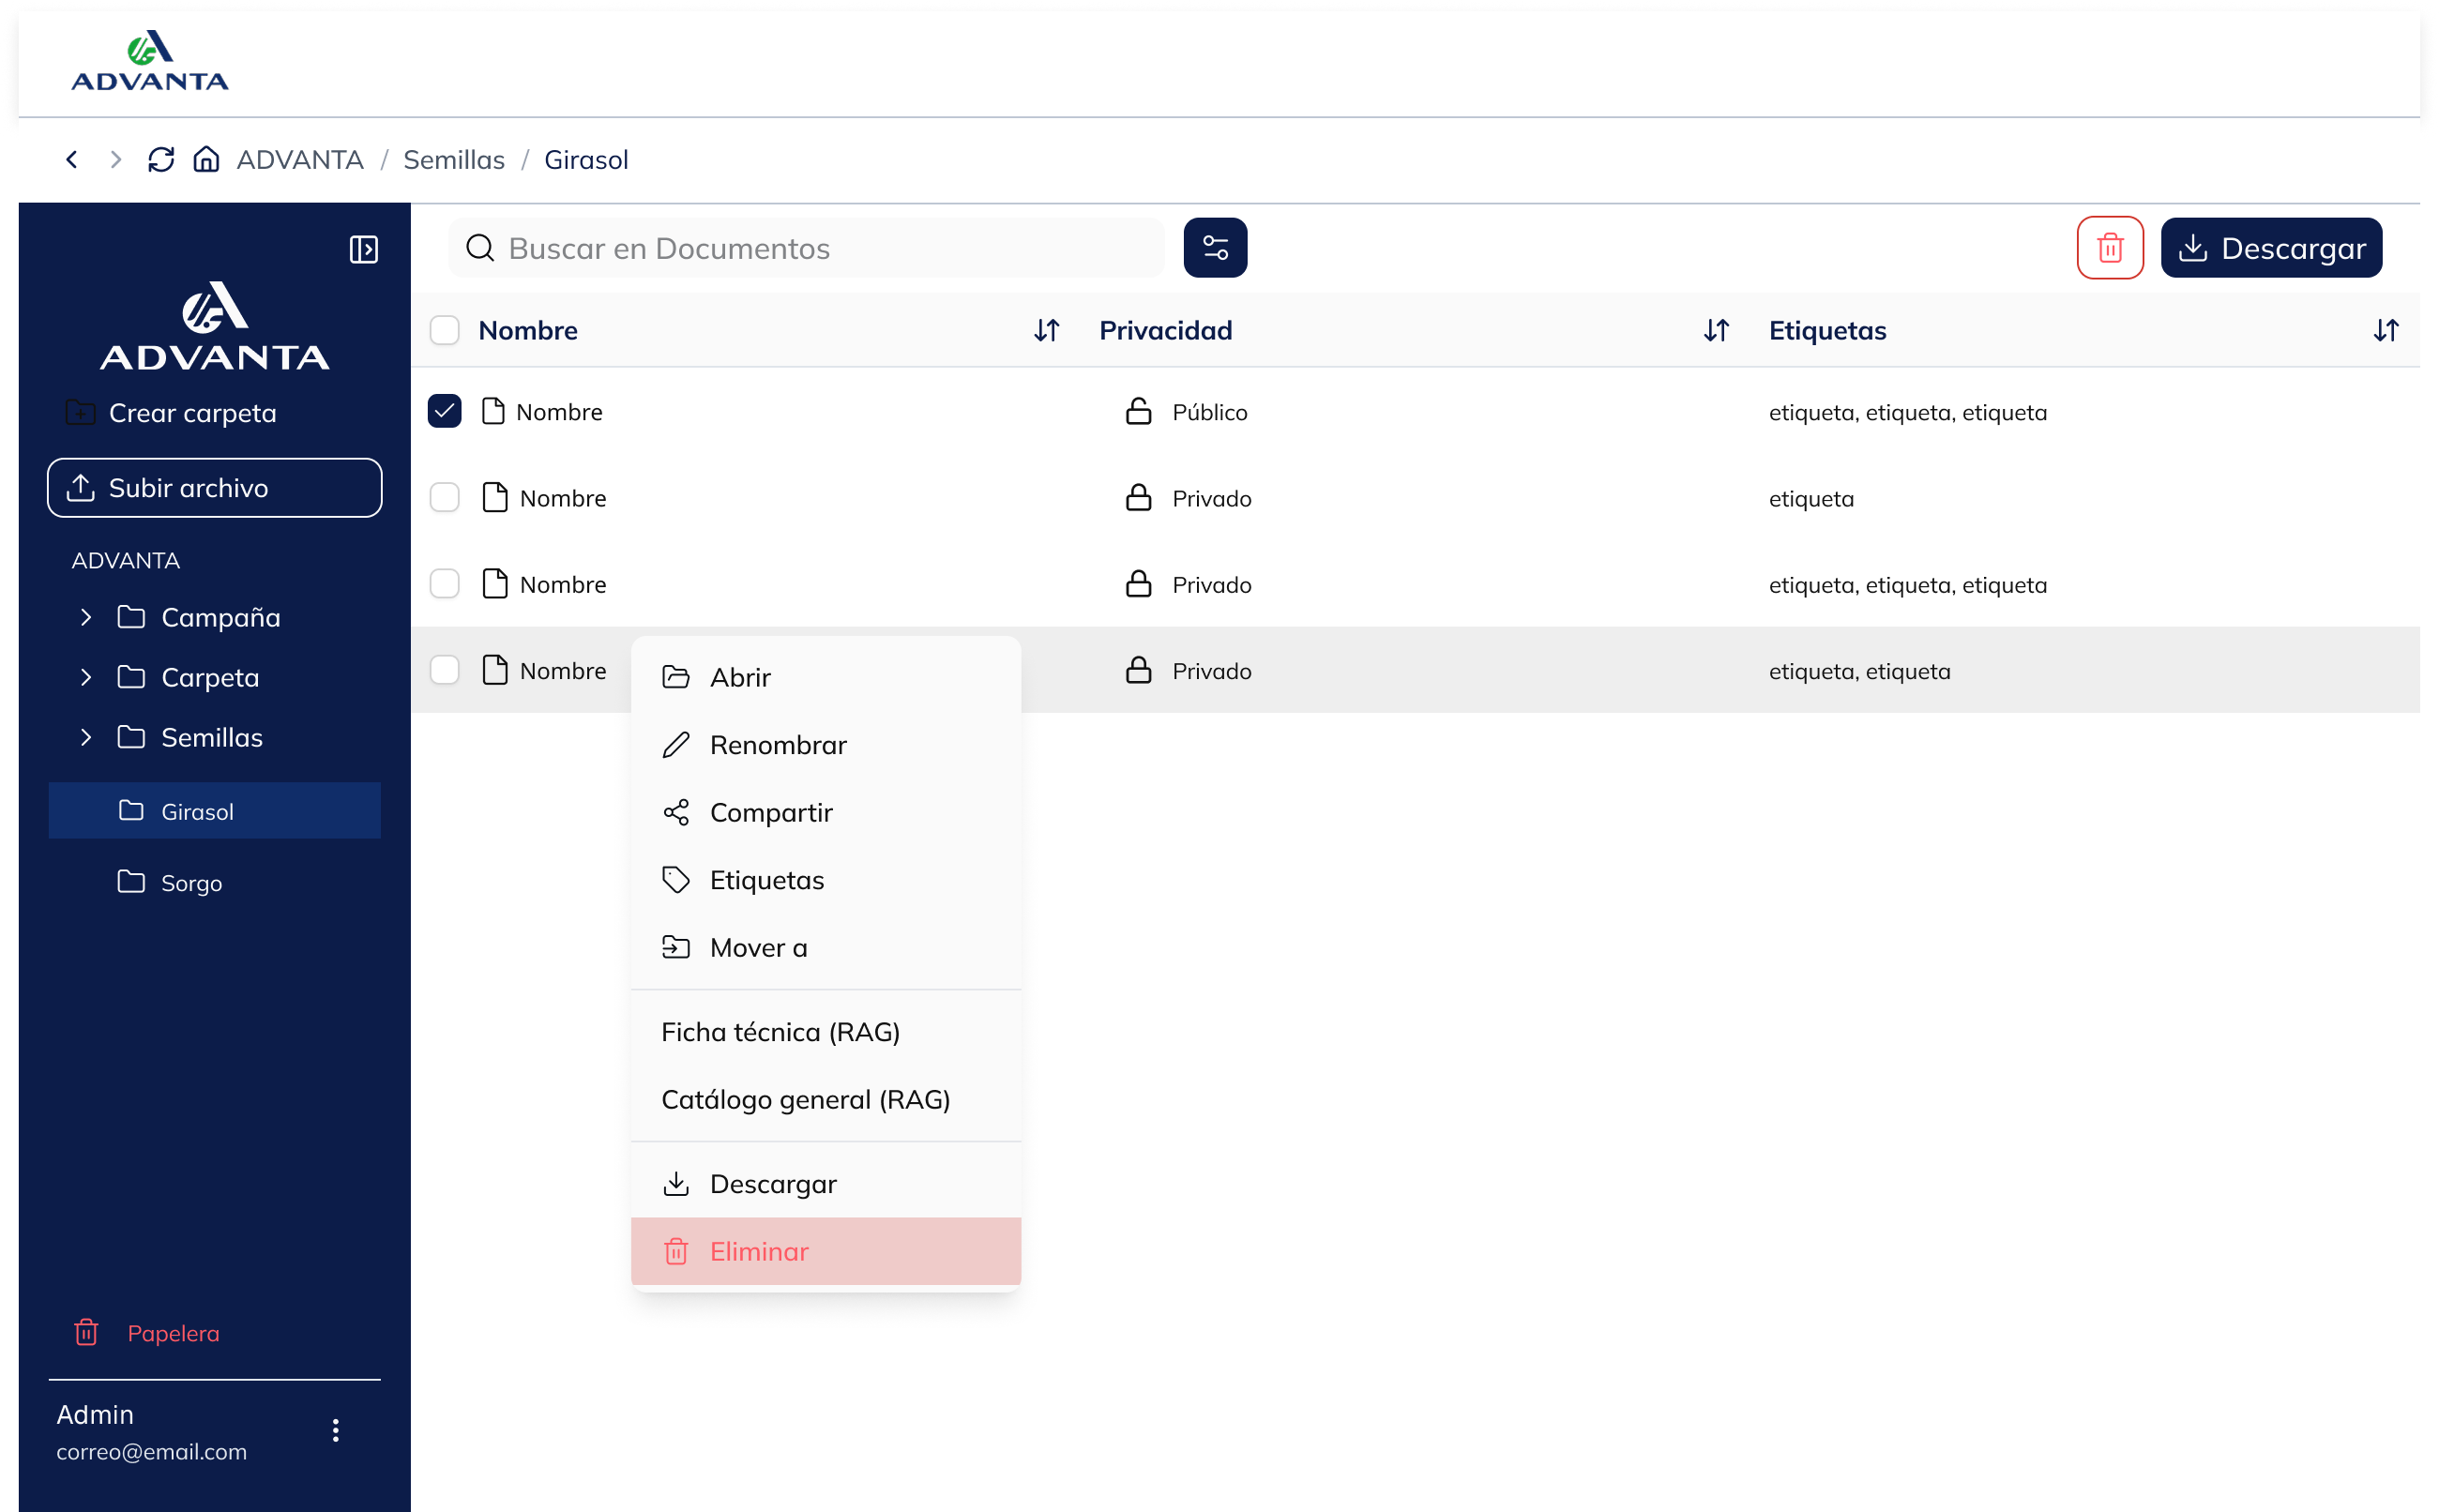 ADVANTA
ADVANTA / Semillas / Girasol
Buscar en Documentos
Descargar
ADVANTA
Crear carpeta
Subir archivo
ADVANTA
Campaña
Carpeta
Semillas
Girasol
Sorgo
Papelera
Admin
correo@email.com
Nombre Privacidad Etiquetas
Nombre Público etiqueta, etiqueta, etiqueta
Nombre Privado etiqueta
Nombre Privado etiqueta, etiqueta, etiqueta
Nombre Privado etiqueta, etiqueta
Abrir
Renombrar
Compartir
Etiquetas
Mover a
Ficha técnica (RAG)
Catálogo general (RAG)
Descargar
Eliminar